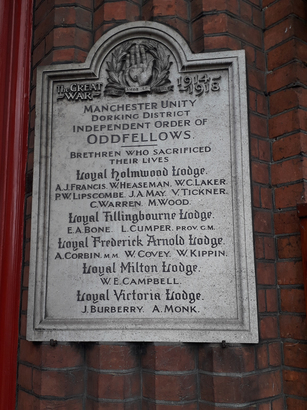 THE GREAT WAR
1914 1918
MANCHESTER UNITY
DORKING DISTRICT
INDEPENDENT ORDER OF
ODDFELLOWS.
BRETHREN WHO SACRIFICED
THEIR LIVES
Loyal Holmwood Lodge.
A.J.FRANCIS. W.HEASEMAN. W.C.LAKER.
P.W.LIPSCOMBE. J.A.MAY. V.TICKNER.
C.WARREN. M.WOOD.
Loyal Tillingbourne Lodge.
E.A.BONE. L.CUMPER. PROV. G.M.
Loyal Frederick Arnold Lodge.
A.CORBIN. M.M. W.COVEY. W.KIPPIN.
Loyal Milton Lodge.
W.E.CAMPBELL.
Loyal Victoria Lodge.
J.BURBERRY. A.MONK.